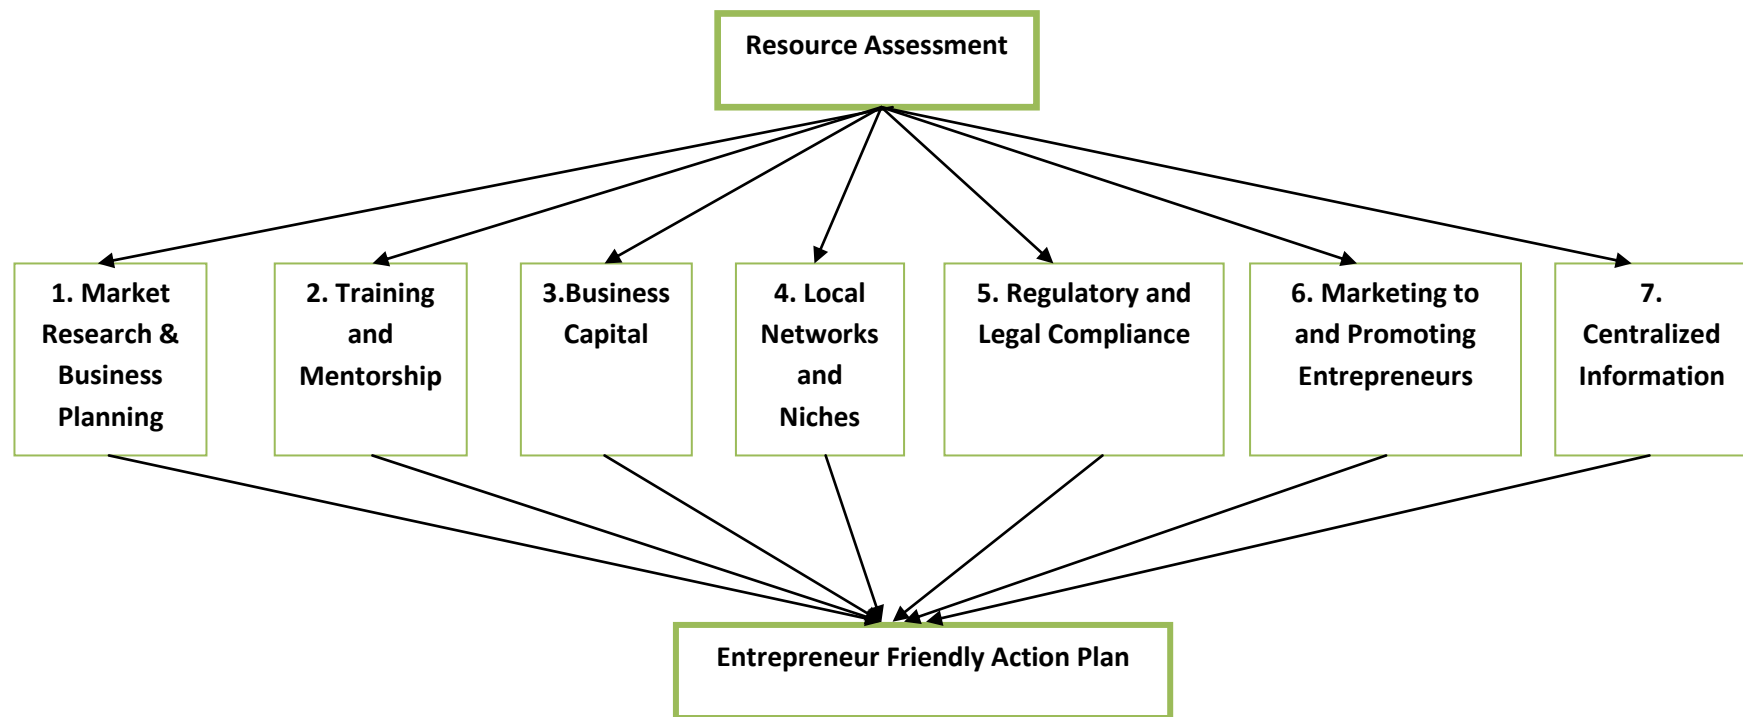 Resource Assessment
1. Market
Research &
Business
Planning
2. Training
and
Mentorship
3.Business
Capital
4. Local
Networks
and
Niches
5. Regulatory and
Legal Compliance
6. Marketing to
and Promoting
Entrepreneurs
7.
Centralized
Information
Entrepreneur Friendly Action Plan